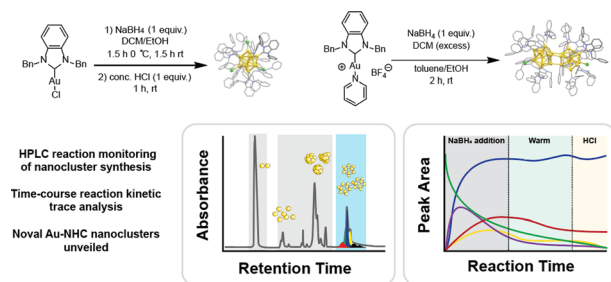 1) NaBH4 (1 equiv.)
DCM/EtOH
1.5 h 0 °C, 1.5 h rt
2) conc. HCl (1 equiv.)
1 h, rt
Bn
N
N
Bn
Au
Cl
Bn
N
N
Bn
Au
⊕
N
BF4⊖
NaBH4 (1 equiv.)
DCM (excess)
toluene/EtOH
2 h, rt
HPLC reaction monitoring
of nanocluster synthesis
Time-course reaction kinetic
trace analysis
Noval Au-NHC nanoclusters
unveiled
Absorbance
Retention Time
Peak Area
NaBH4 addition
Warm
HCl
Reaction Time